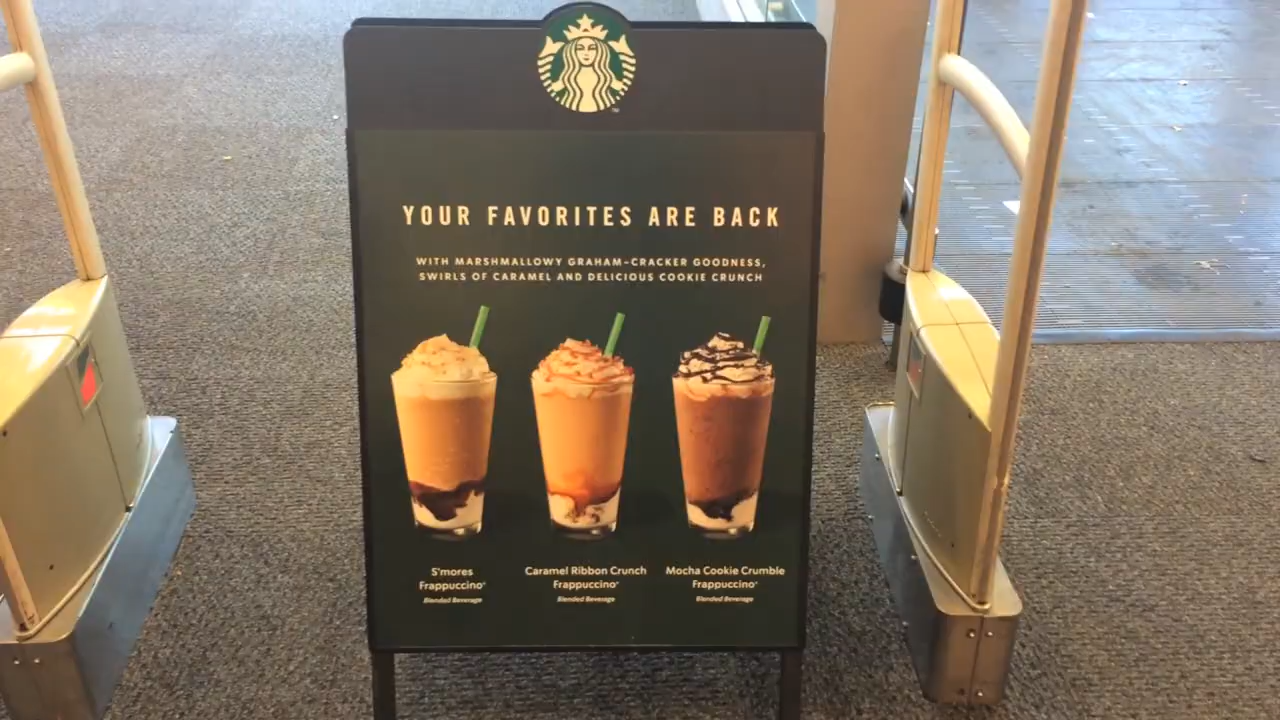 YOUR FAVORITES ARE BACK
WITH MARSHMALLOWY GRAHAM-CRACKER GOODNESS,
SWIRLS OF CARAMEL AND DELICIOUS COOKIE CRUNCH
S'mores
Frappuccino®
Blended Beverage
Caramel Ribbon Crunch
Frappuccino®
Blended Beverage
Mocha Cookie Crumble
Frappuccino®
Blended Beverage